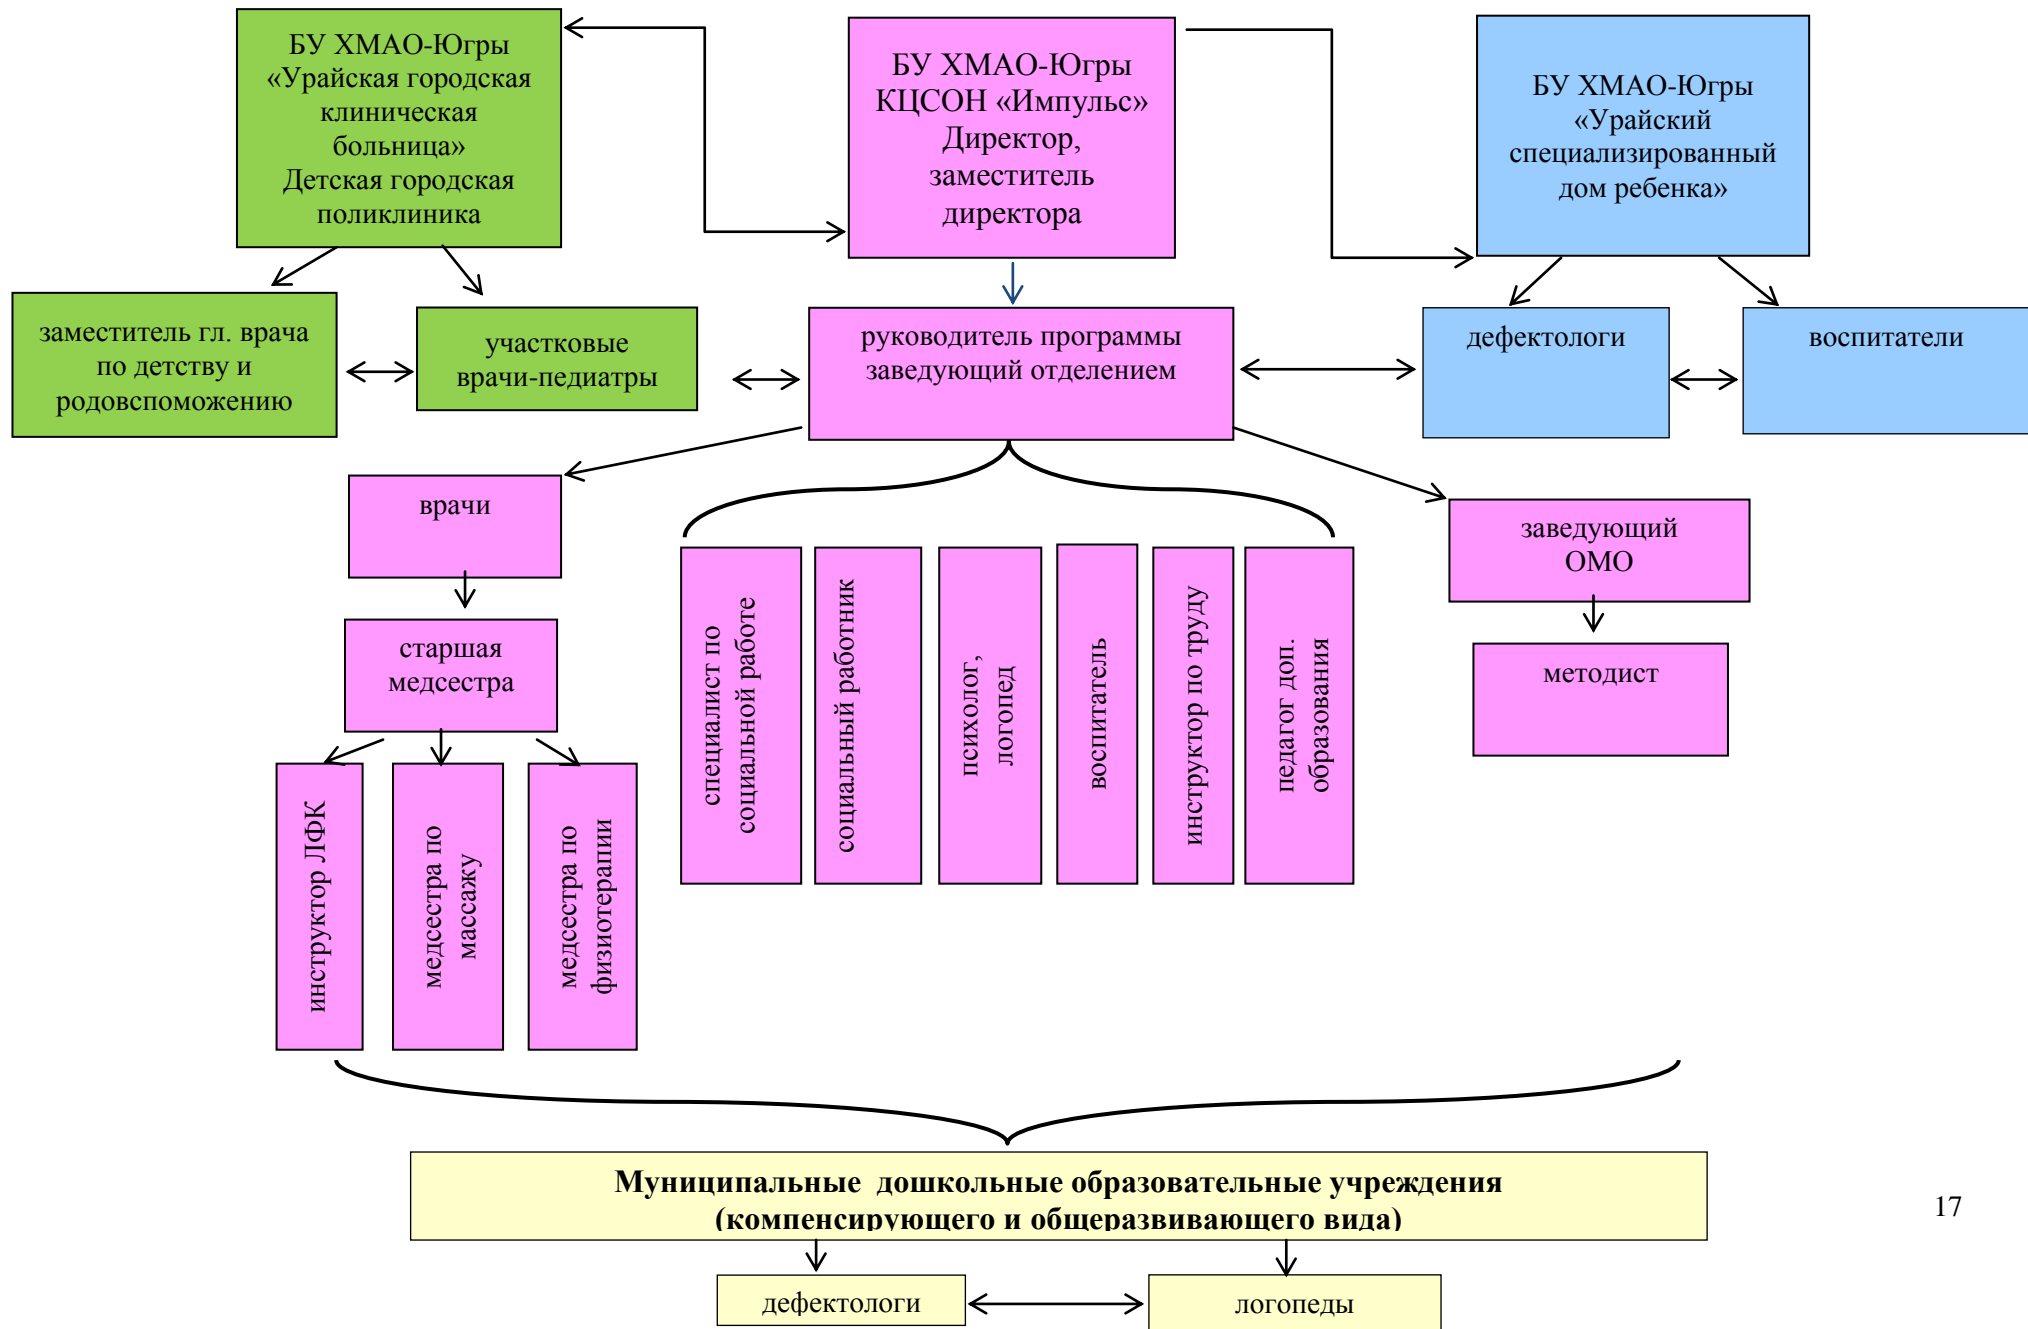 БУ ХМАО-Югры
«Урайская городская
клиническая
больница»
Детская городская
поликлиника
БУ ХМАО-Югры
КЦСОН «Импульс»
Директор,
заместитель
директора
БУ ХМАО-Югры
«Урайский
специализированный
дом ребенка»
заместитель гл. врача
по детству и
родовспоможению
участковые
врачи-педиатры
руководитель программы
заведующий отделением
дефектологи
воспитатели
врачи
заведующий
ОМО
старшая
медсестра
методист
специалист по
социальной работе
социальный работник
психолог,
логопед
воспитатель
инструктор по труду
педагог доп.
образования
инструктор ЛФК
медсестра по
массажу
медсестра по
физиотерапии
Муниципальные дошкольные образовательные учреждения
(компенсирующего и общеразвивающего вида)
17
дефектологи
логопеды